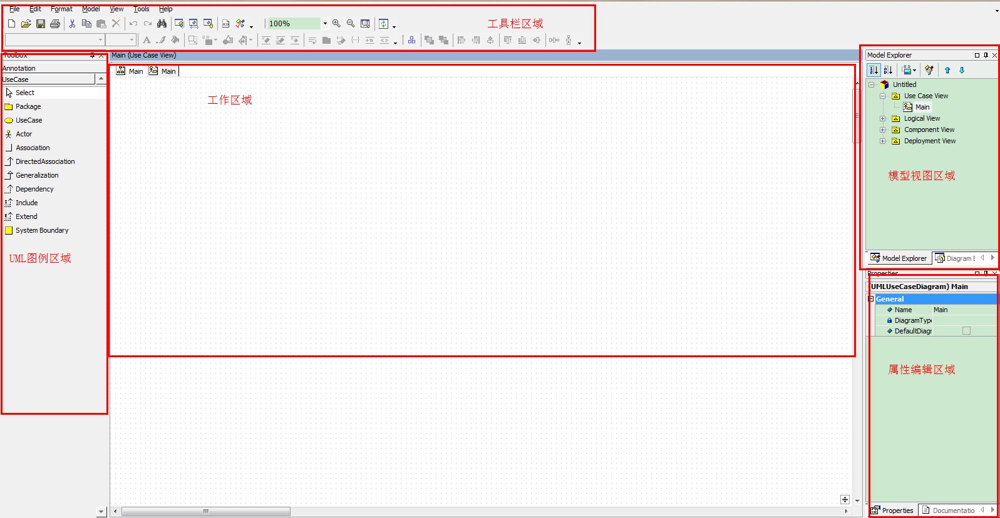 File Edit Format Model View Tools Help
100%
工具栏区域
Toolbox
Annotation
UseCase
Select
Package
UseCase
Actor
Association
DirectedAssociation
Generalization
Dependency
Include
Extend
System Boundary
UML图例区域
Main (Use Case View)
Main Main
工作区域
Model Explorer
Untitled
Use Case View
Main
Logical View
Component View
Deployment View
模型视图区域
Model Explorer Diagram E
Properties
(UMLUseCaseDiagram) Main
General
Name Main
DiagramType
DefaultDiagr
属性编辑区域
Properties Documentatio